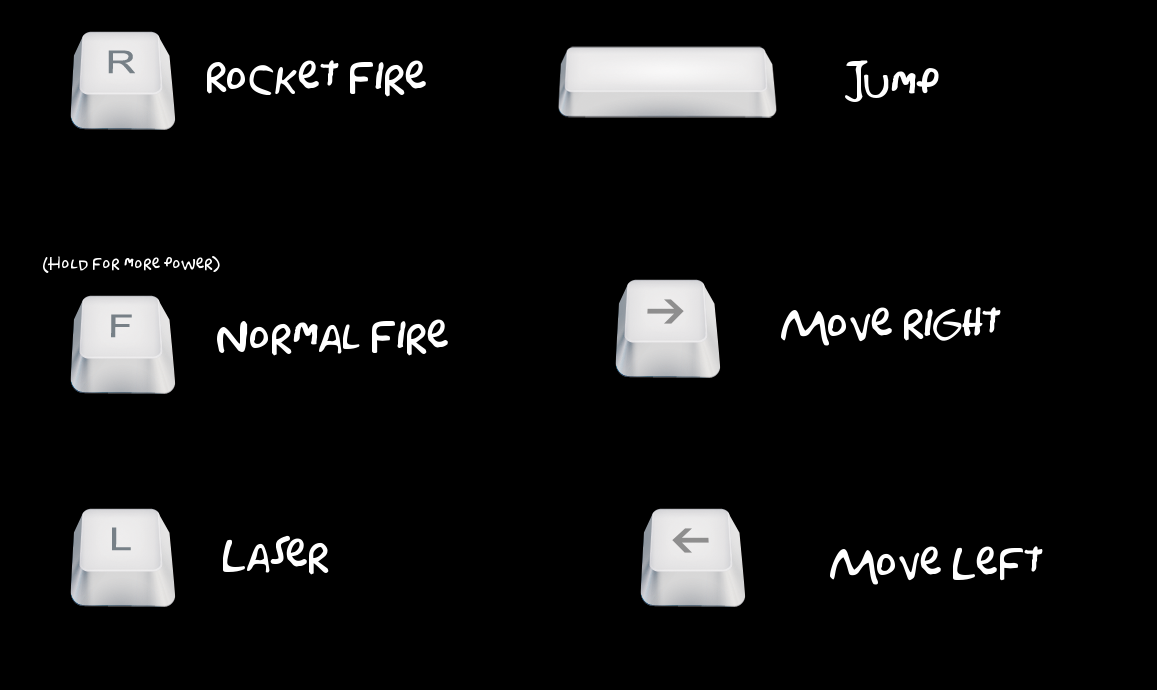 R ROCKET FIRE
JUMP
(HOLD FOR MORE POWER)
F NORMAL FIRE
→ MOVE RIGHT
L LASER
← MOVE LEFT